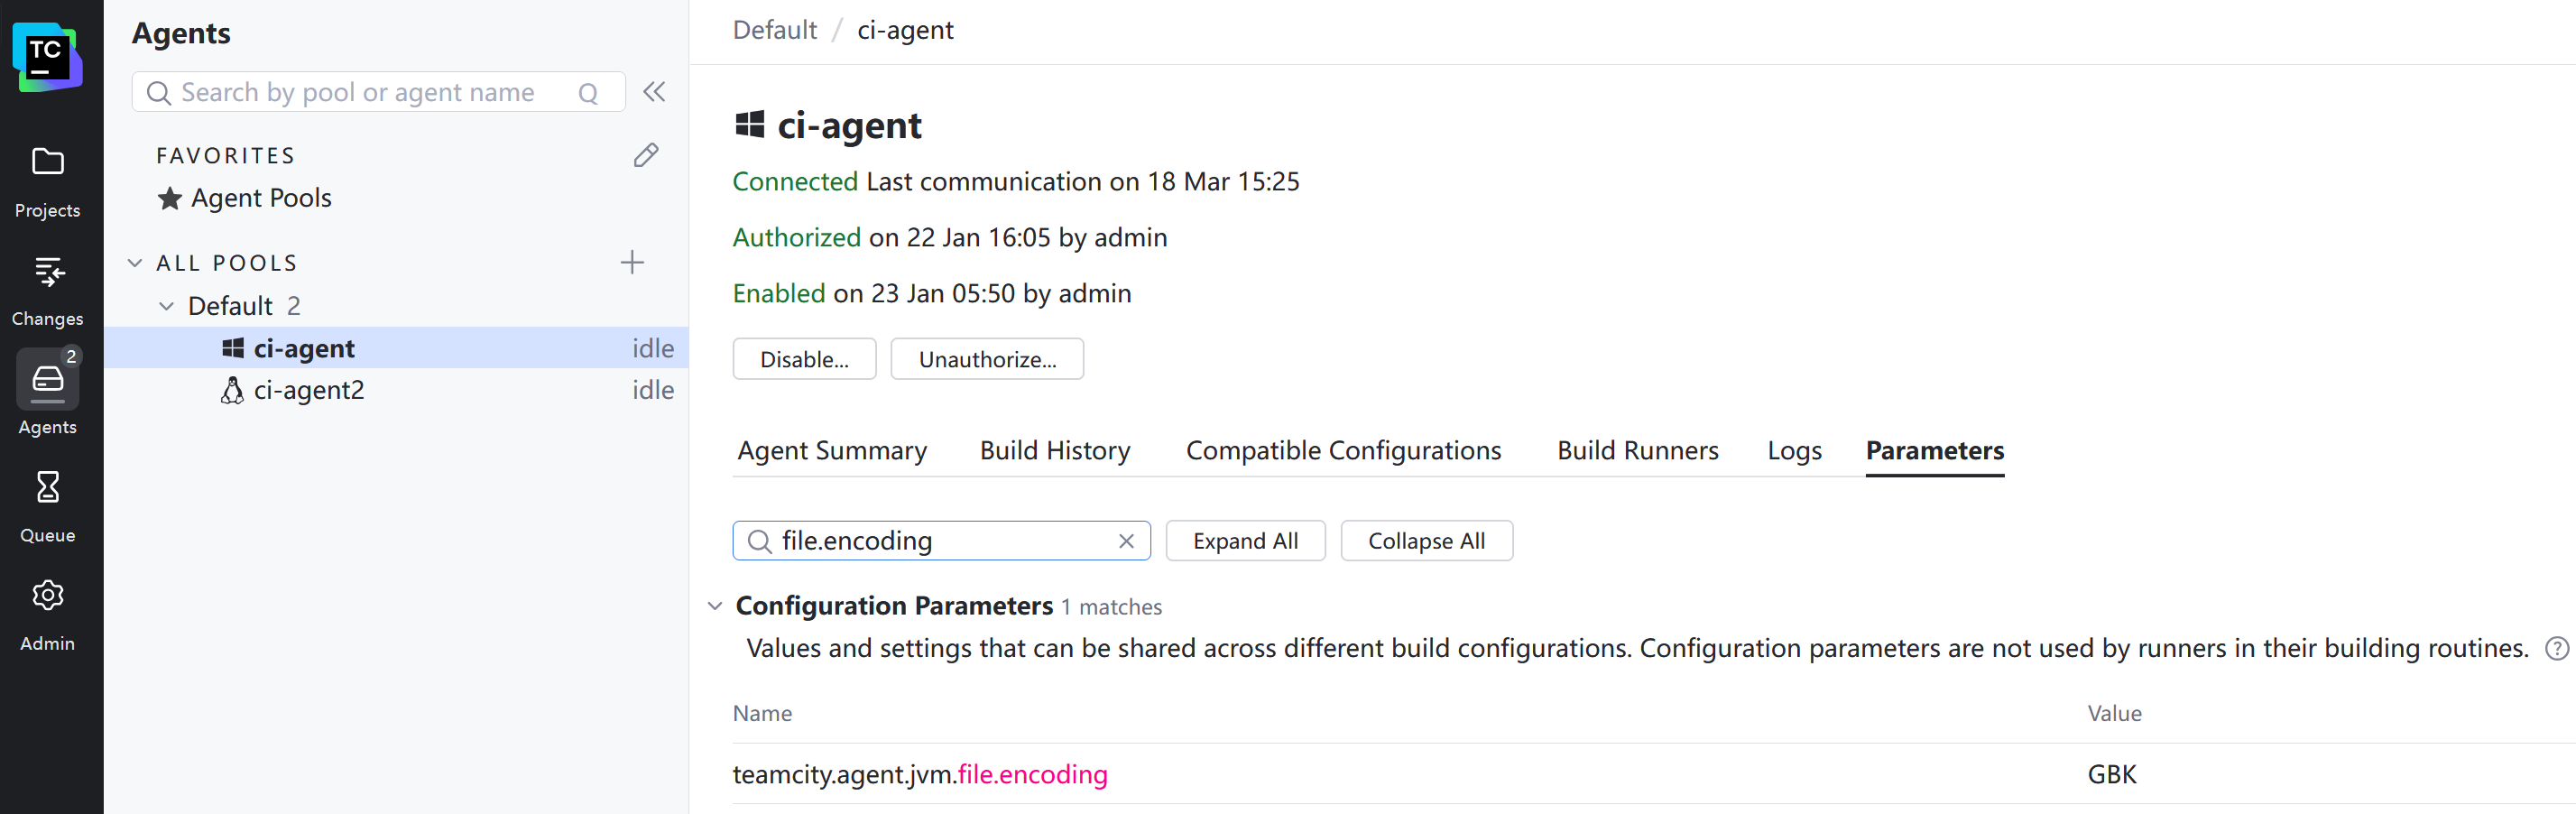 TC
Projects
Changes
2
Agents
Queue
Admin
Agents
Search by pool or agent name Q
FAVORITES
Agent Pools
ALL POOLS
Default 2
ci-agent idle
ci-agent2 idle
Default / ci-agent
ci-agent
Connected Last communication on 18 Mar 15:25
Authorized on 22 Jan 16:05 by admin
Enabled on 23 Jan 05:50 by admin
Disable... Unauthorize...
Agent Summary Build History Compatible Configurations Build Runners Logs Parameters
file.encoding Expand All Collapse All
Configuration Parameters 1 matches
Values and settings that can be shared across different build configurations. Configuration parameters are not used by runners in their building routines. ?
Name Value
teamcity.agent.jvm.file.encoding GBK